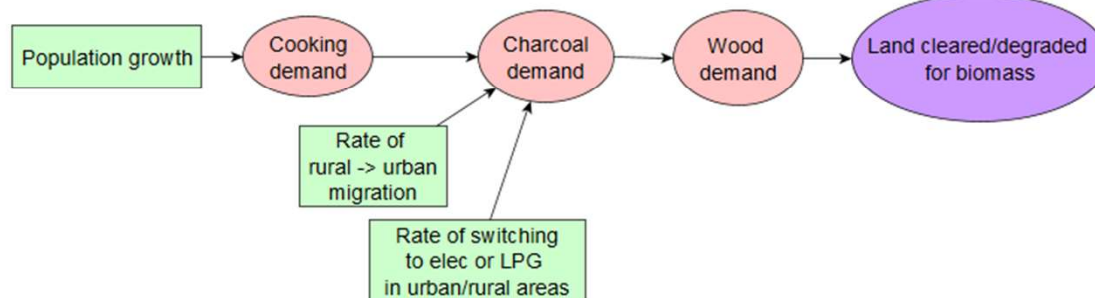 Population growth
Cooking
demand
Charcoal
demand
Wood
demand
Land cleared/degraded
for biomass
Rate of
rural -> urban
migration
Rate of switching
to elec or LPG
in urban/rural areas